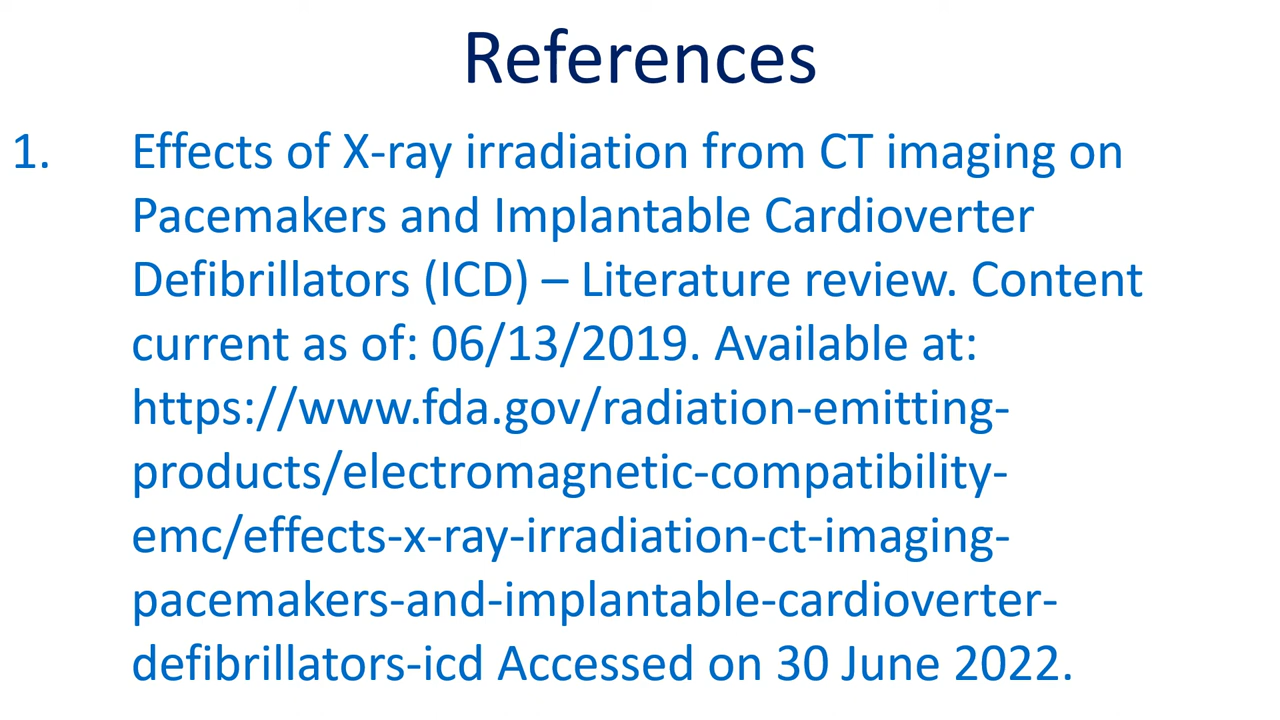 References
1. Effects of X-ray irradiation from CT imaging on
Pacemakers and Implantable Cardioverter
Defibrillators (ICD) – Literature review. Content
current as of: 06/13/2019. Available at:
https://www.fda.gov/radiation-emitting-
products/electromagnetic-compatibility-
emc/effects-x-ray-irradiation-ct-imaging-
pacemakers-and-implantable-cardioverter-
defibrillators-icd Accessed on 30 June 2022.